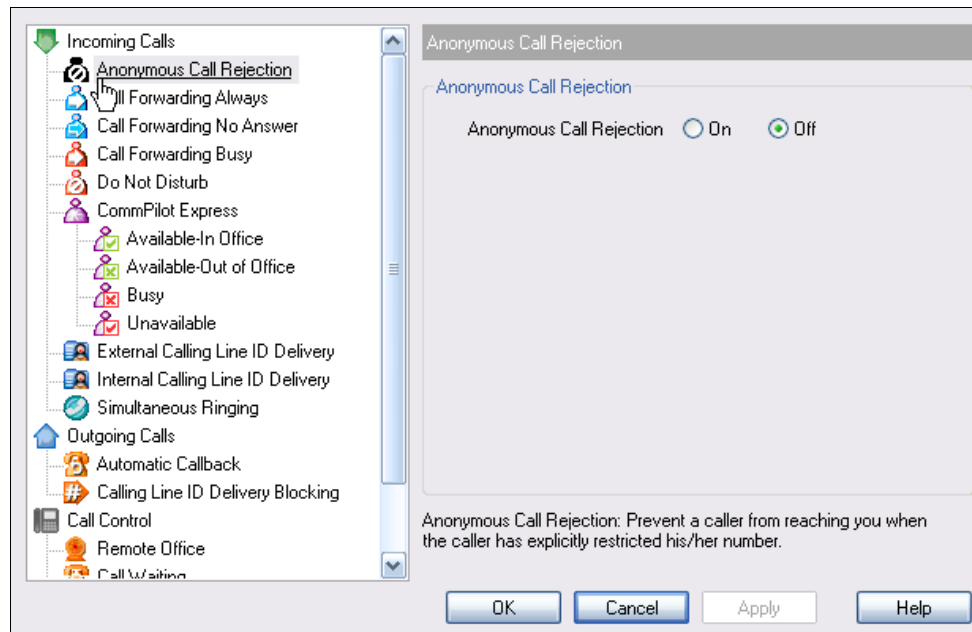 Incoming Calls
Anonymous Call Rejection
ll Forwarding Always
Call Forwarding No Answer
Call Forwarding Busy
Do Not Disturb
CommPilot Express
Available-In Office
Available-Out of Office
Busy
Unavailable
External Calling Line ID Delivery
Internal Calling Line ID Delivery
Simultaneous Ringing
Outgoing Calls
Automatic Callback
Calling Line ID Delivery Blocking
Call Control
Remote Office
Call Waiting
Anonymous Call Rejection
Anonymous Call Rejection
Anonymous Call Rejection On Off
Anonymous Call Rejection: Prevent a caller from reaching you when
the caller has explicitly restricted his/her number.
OK Cancel Apply Help